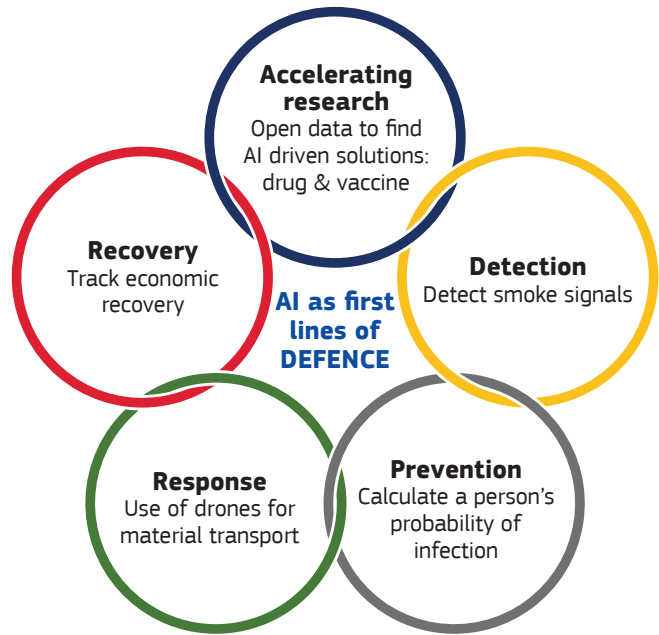 Accelerating
research
Open data to find
AI driven solutions:
drug & vaccine
Recovery
Track economic
recovery
Detection
Detect smoke signals
AI as first
lines of
DEFENCE
Response
Use of drones for
material transport
Prevention
Calculate a person's
probability of
infection